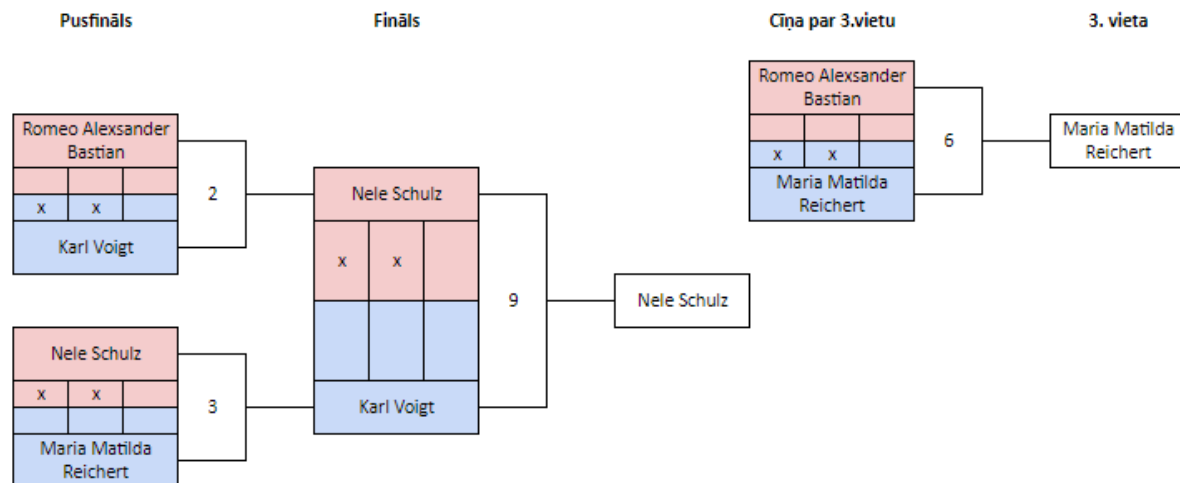 Pusfināls
Fināls
Cīņa par 3.vietu
3. vieta
Romeo Alexsander
Bastian
x x
Karl Voigt
2
Nele Schulz
x x
Maria Matilda
Reichert
3
Nele Schulz
x x
Karl Voigt
9
Nele Schulz
Romeo Alexsander
Bastian
x x
Maria Matilda
Reichert
6
Maria Matilda
Reichert